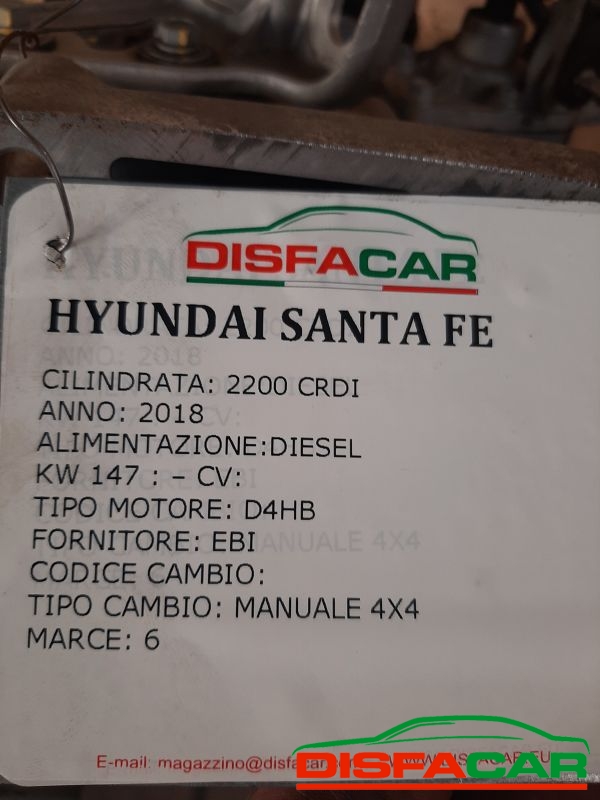 DISFACAR
HYUNDAI SANTA FE
CILINDRATA: 2200 CRDI
ANNO: 2018
ALIMENTAZIONE:DIESEL
KW 147 : – CV:
TIPO MOTORE: D4HB
FORNITORE: EBI
CODICE CAMBIO:
TIPO CAMBIO: MANUALE 4X4
MARCE: 6
E-mail: magazzino@disfacar
DISFACAR